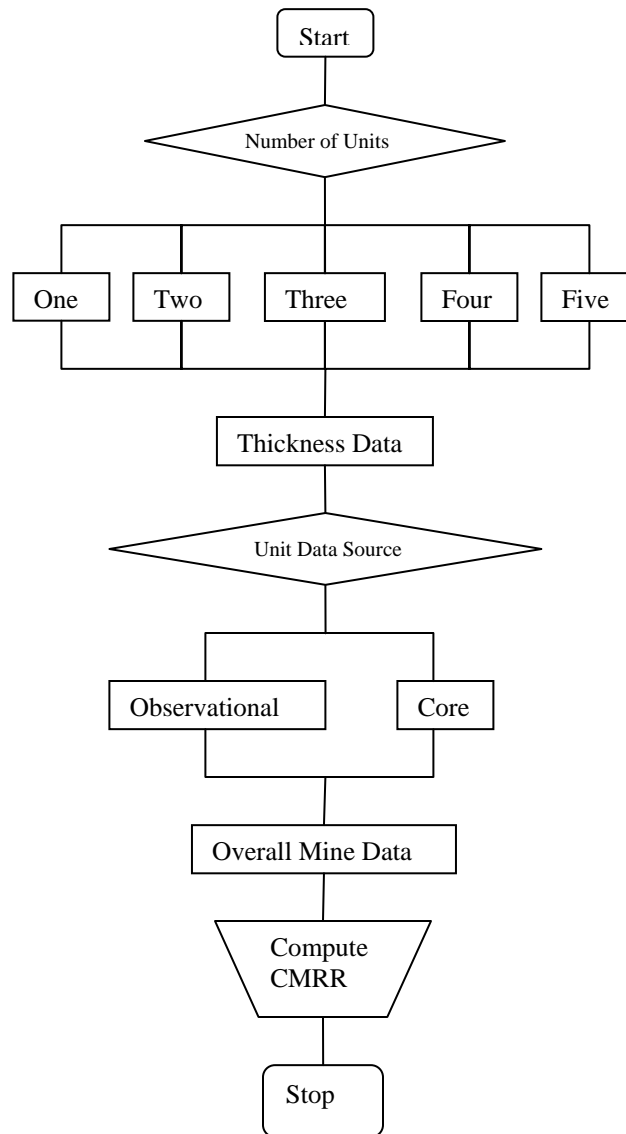 Start
Number of Units
One Two Three Four Five
Thickness Data
Unit Data Source
Observational Core
Overall Mine Data
Compute
CMRR
Stop